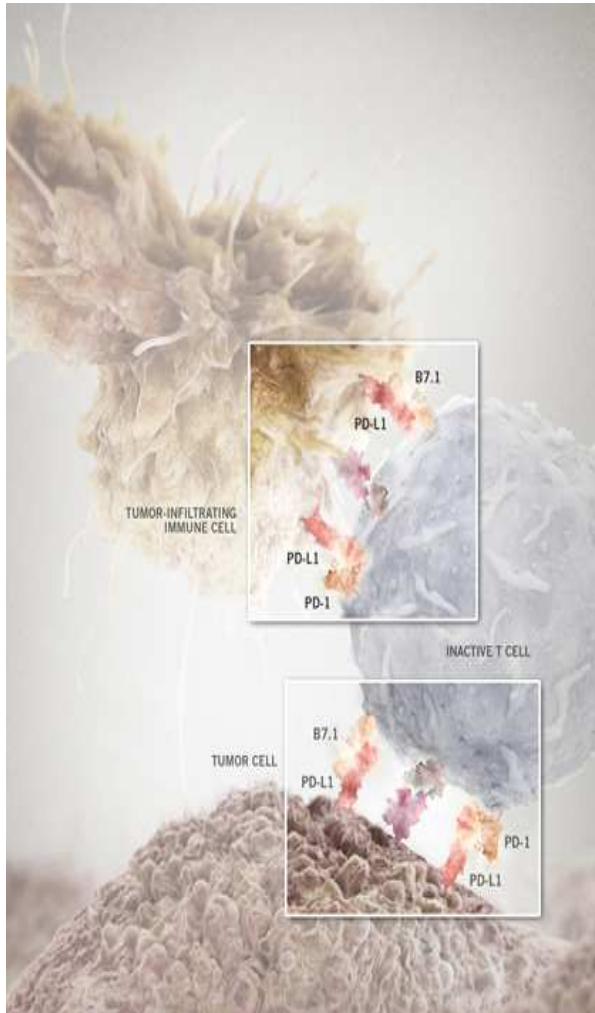 B7.1
PD-L1
TUMOR-INFILTRATING
IMMUNE CELL
PD-L1
PD-1
INACTIVE T CELL
B7.1
TUMOR CELL
PD-L1
PD-1
PD-L1